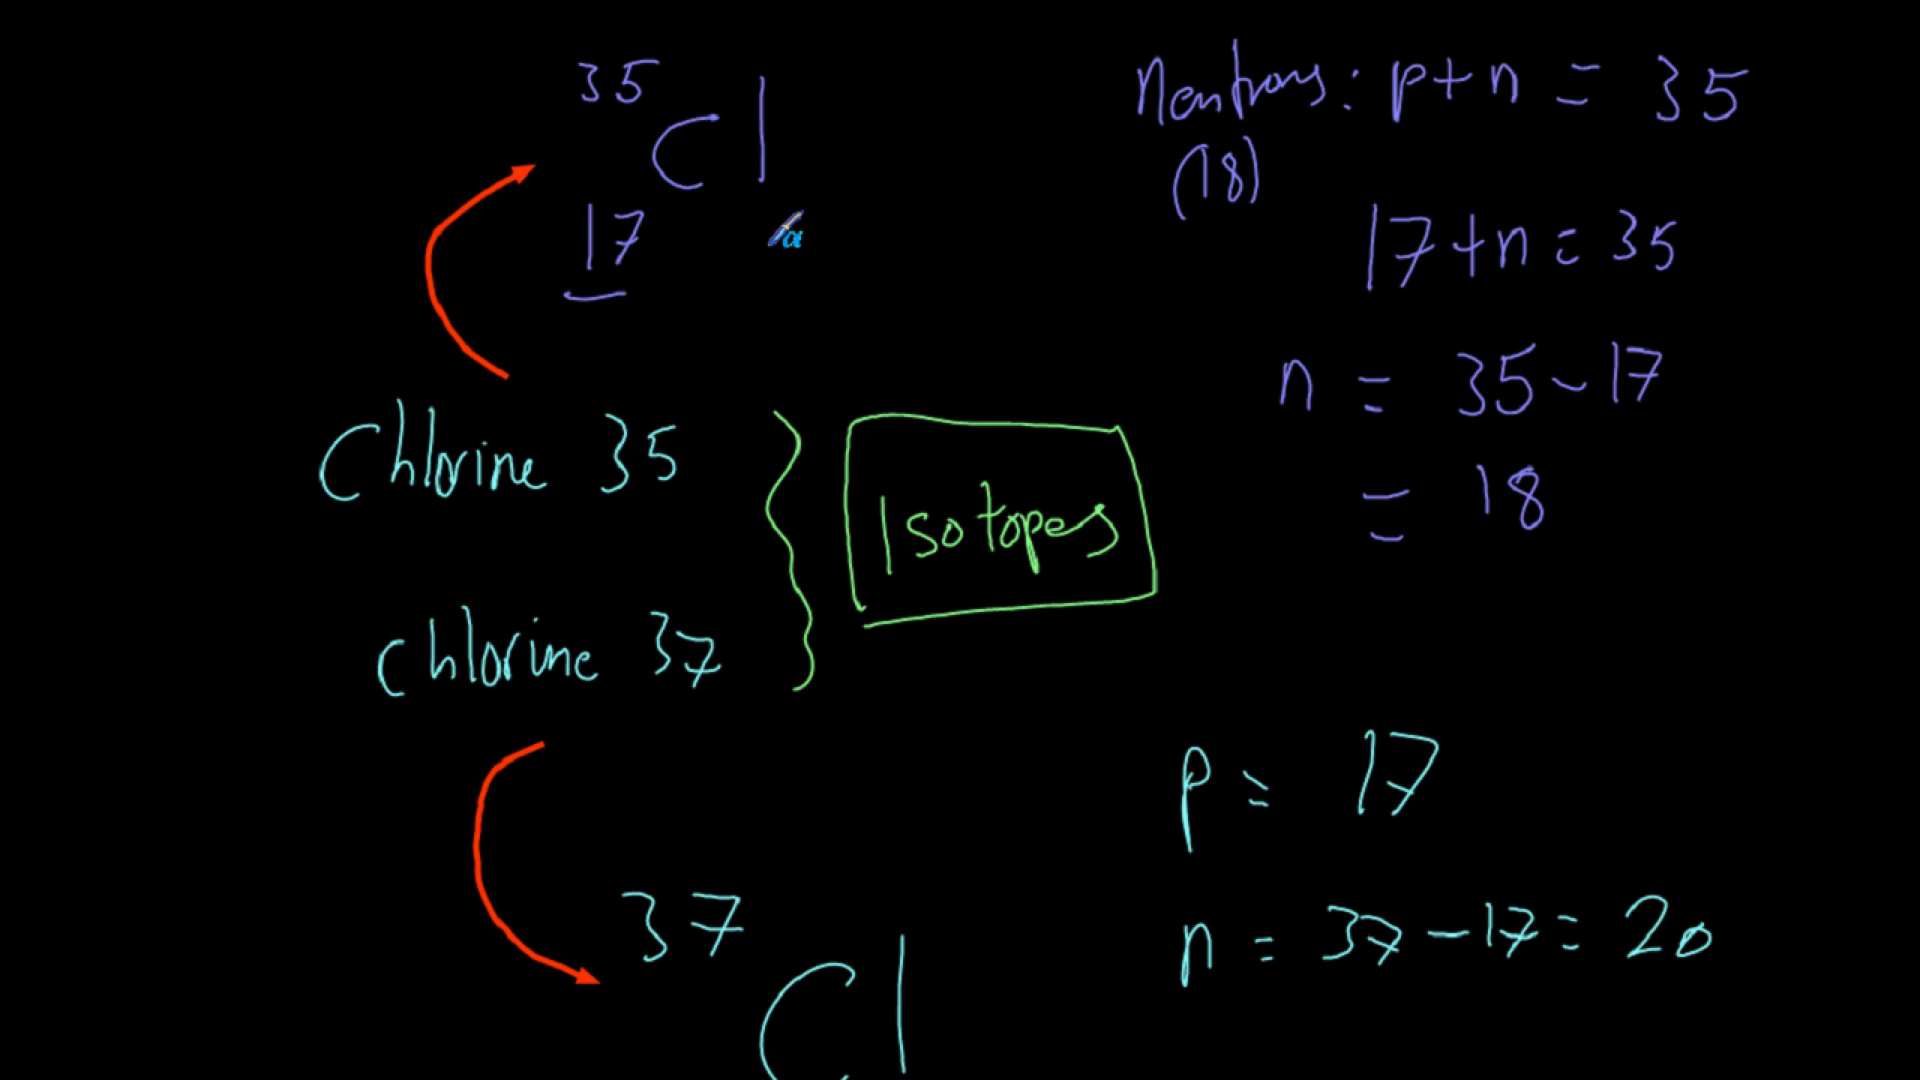 35
Cl
17
Neutrons: p+n = 35
(18)
17+n = 35
n = 35-17
= 18
Chlorine 35
Chlorine 37
Isotopes
p = 17
n = 37-17 = 20
37
Cl